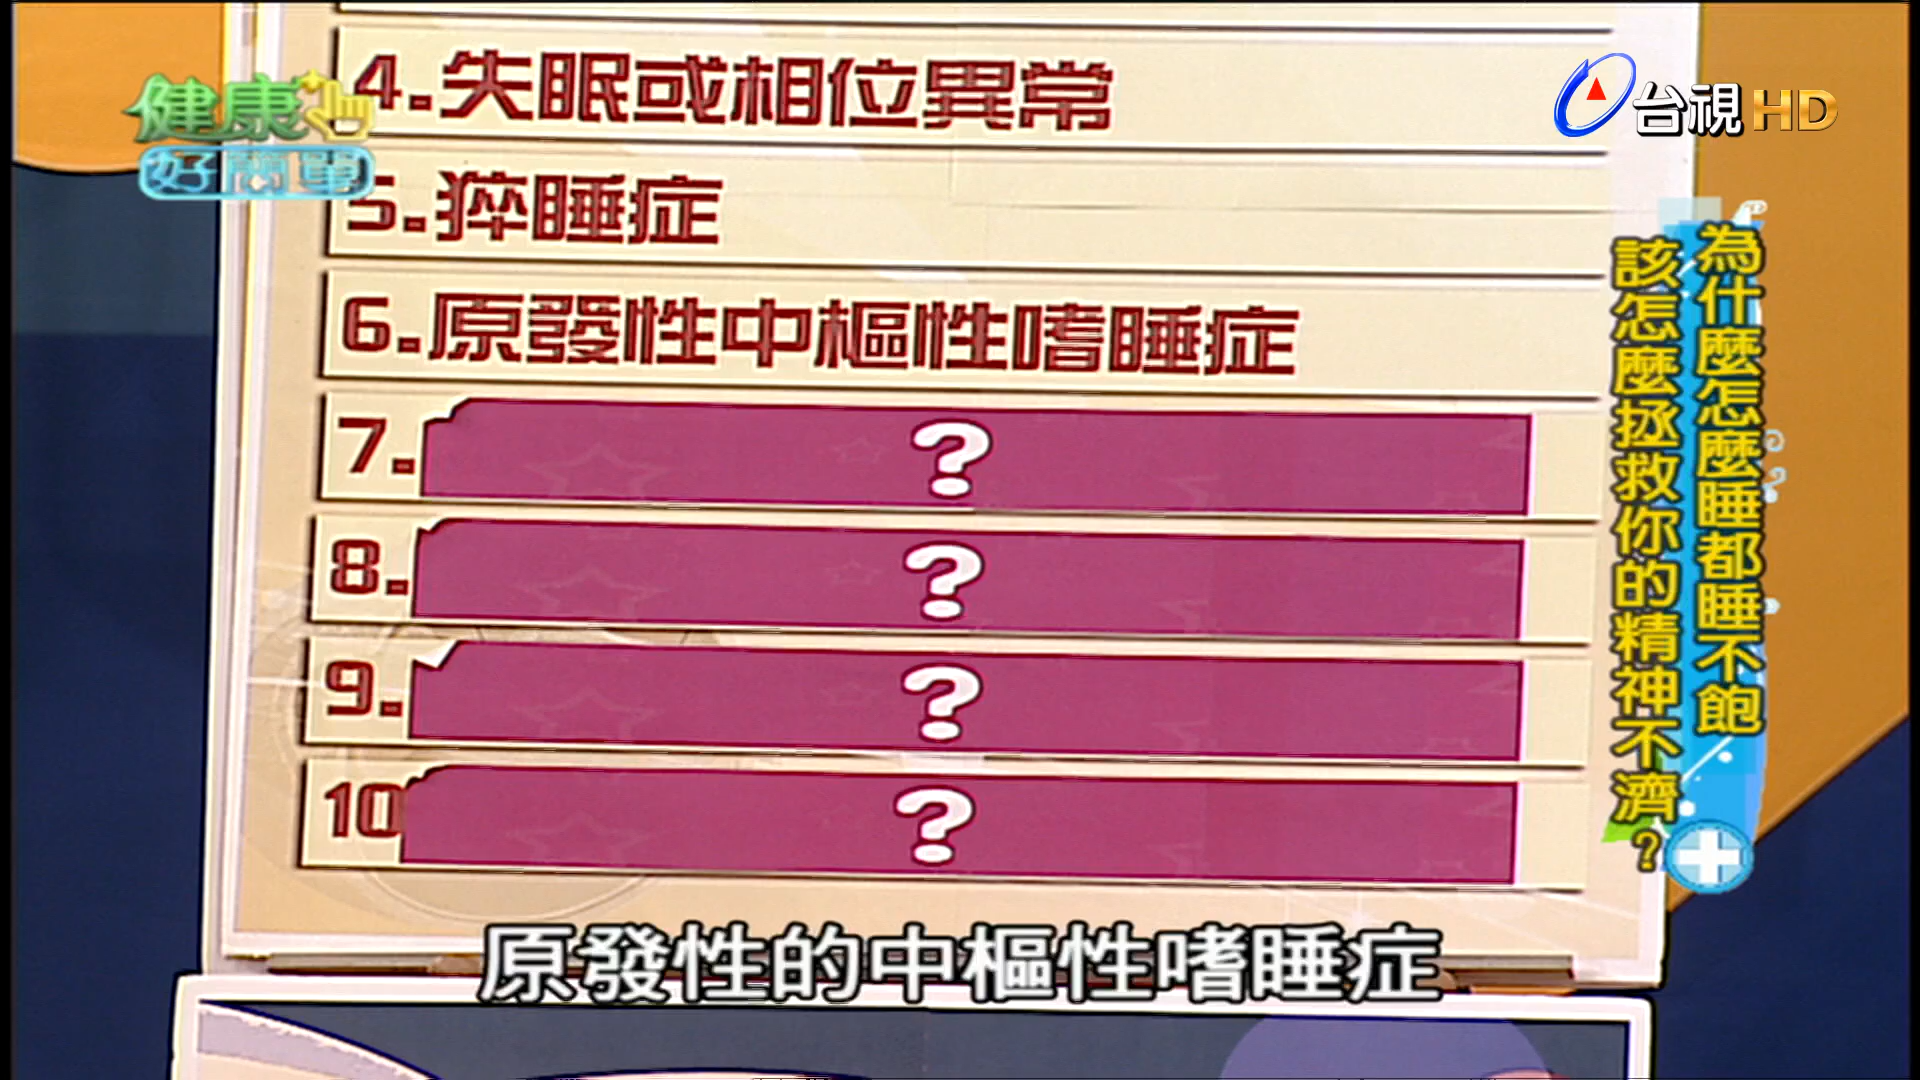 健康
好簡單
台視HD
4.失眠或相位異常
5.猝睡症
6.原發性中樞性嗜睡症
7. ?
8. ?
9. ?
10 ?
為什麼怎麼睡都睡不飽
該怎麼拯救你的精神不濟？
原發性的中樞性嗜睡症